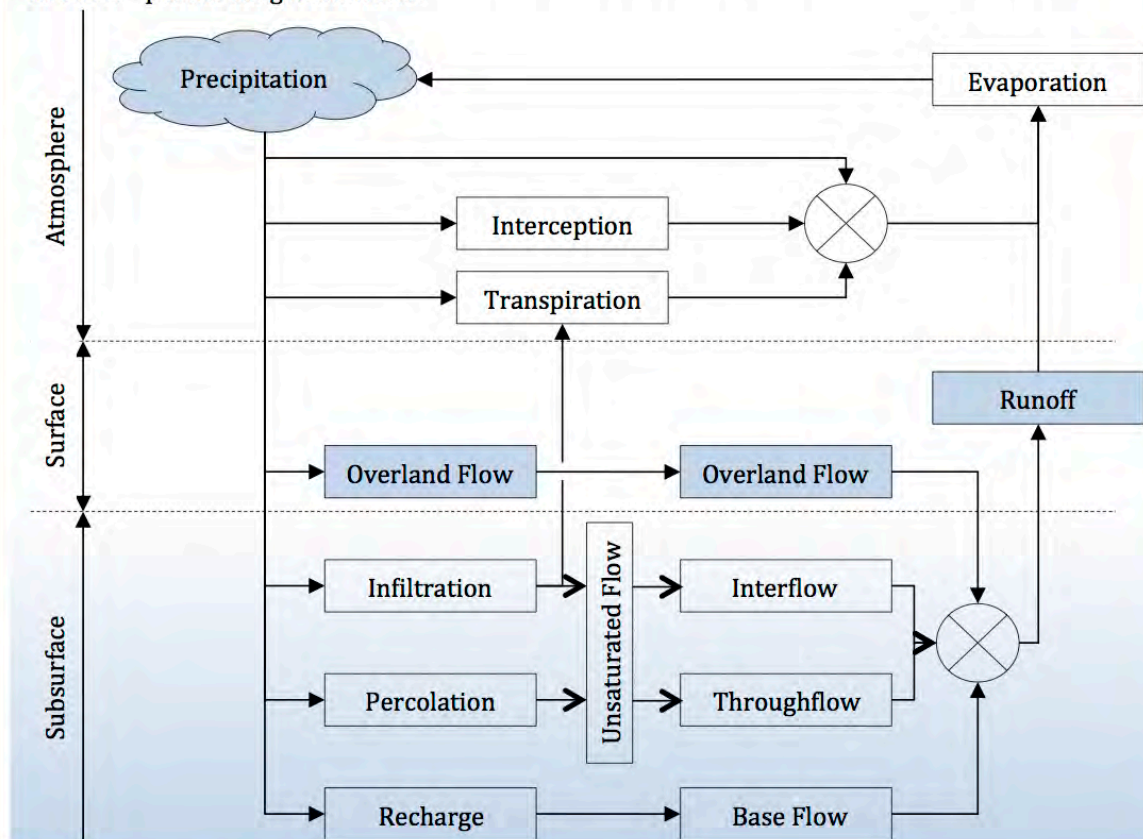 Precipitation
Evaporation
Atmosphere
Interception
Transpiration
Surface
Runoff
Overland Flow
Overland Flow
Subsurface
Infiltration
Unsaturated Flow
Interflow
Percolation
Throughflow
Recharge
Base Flow